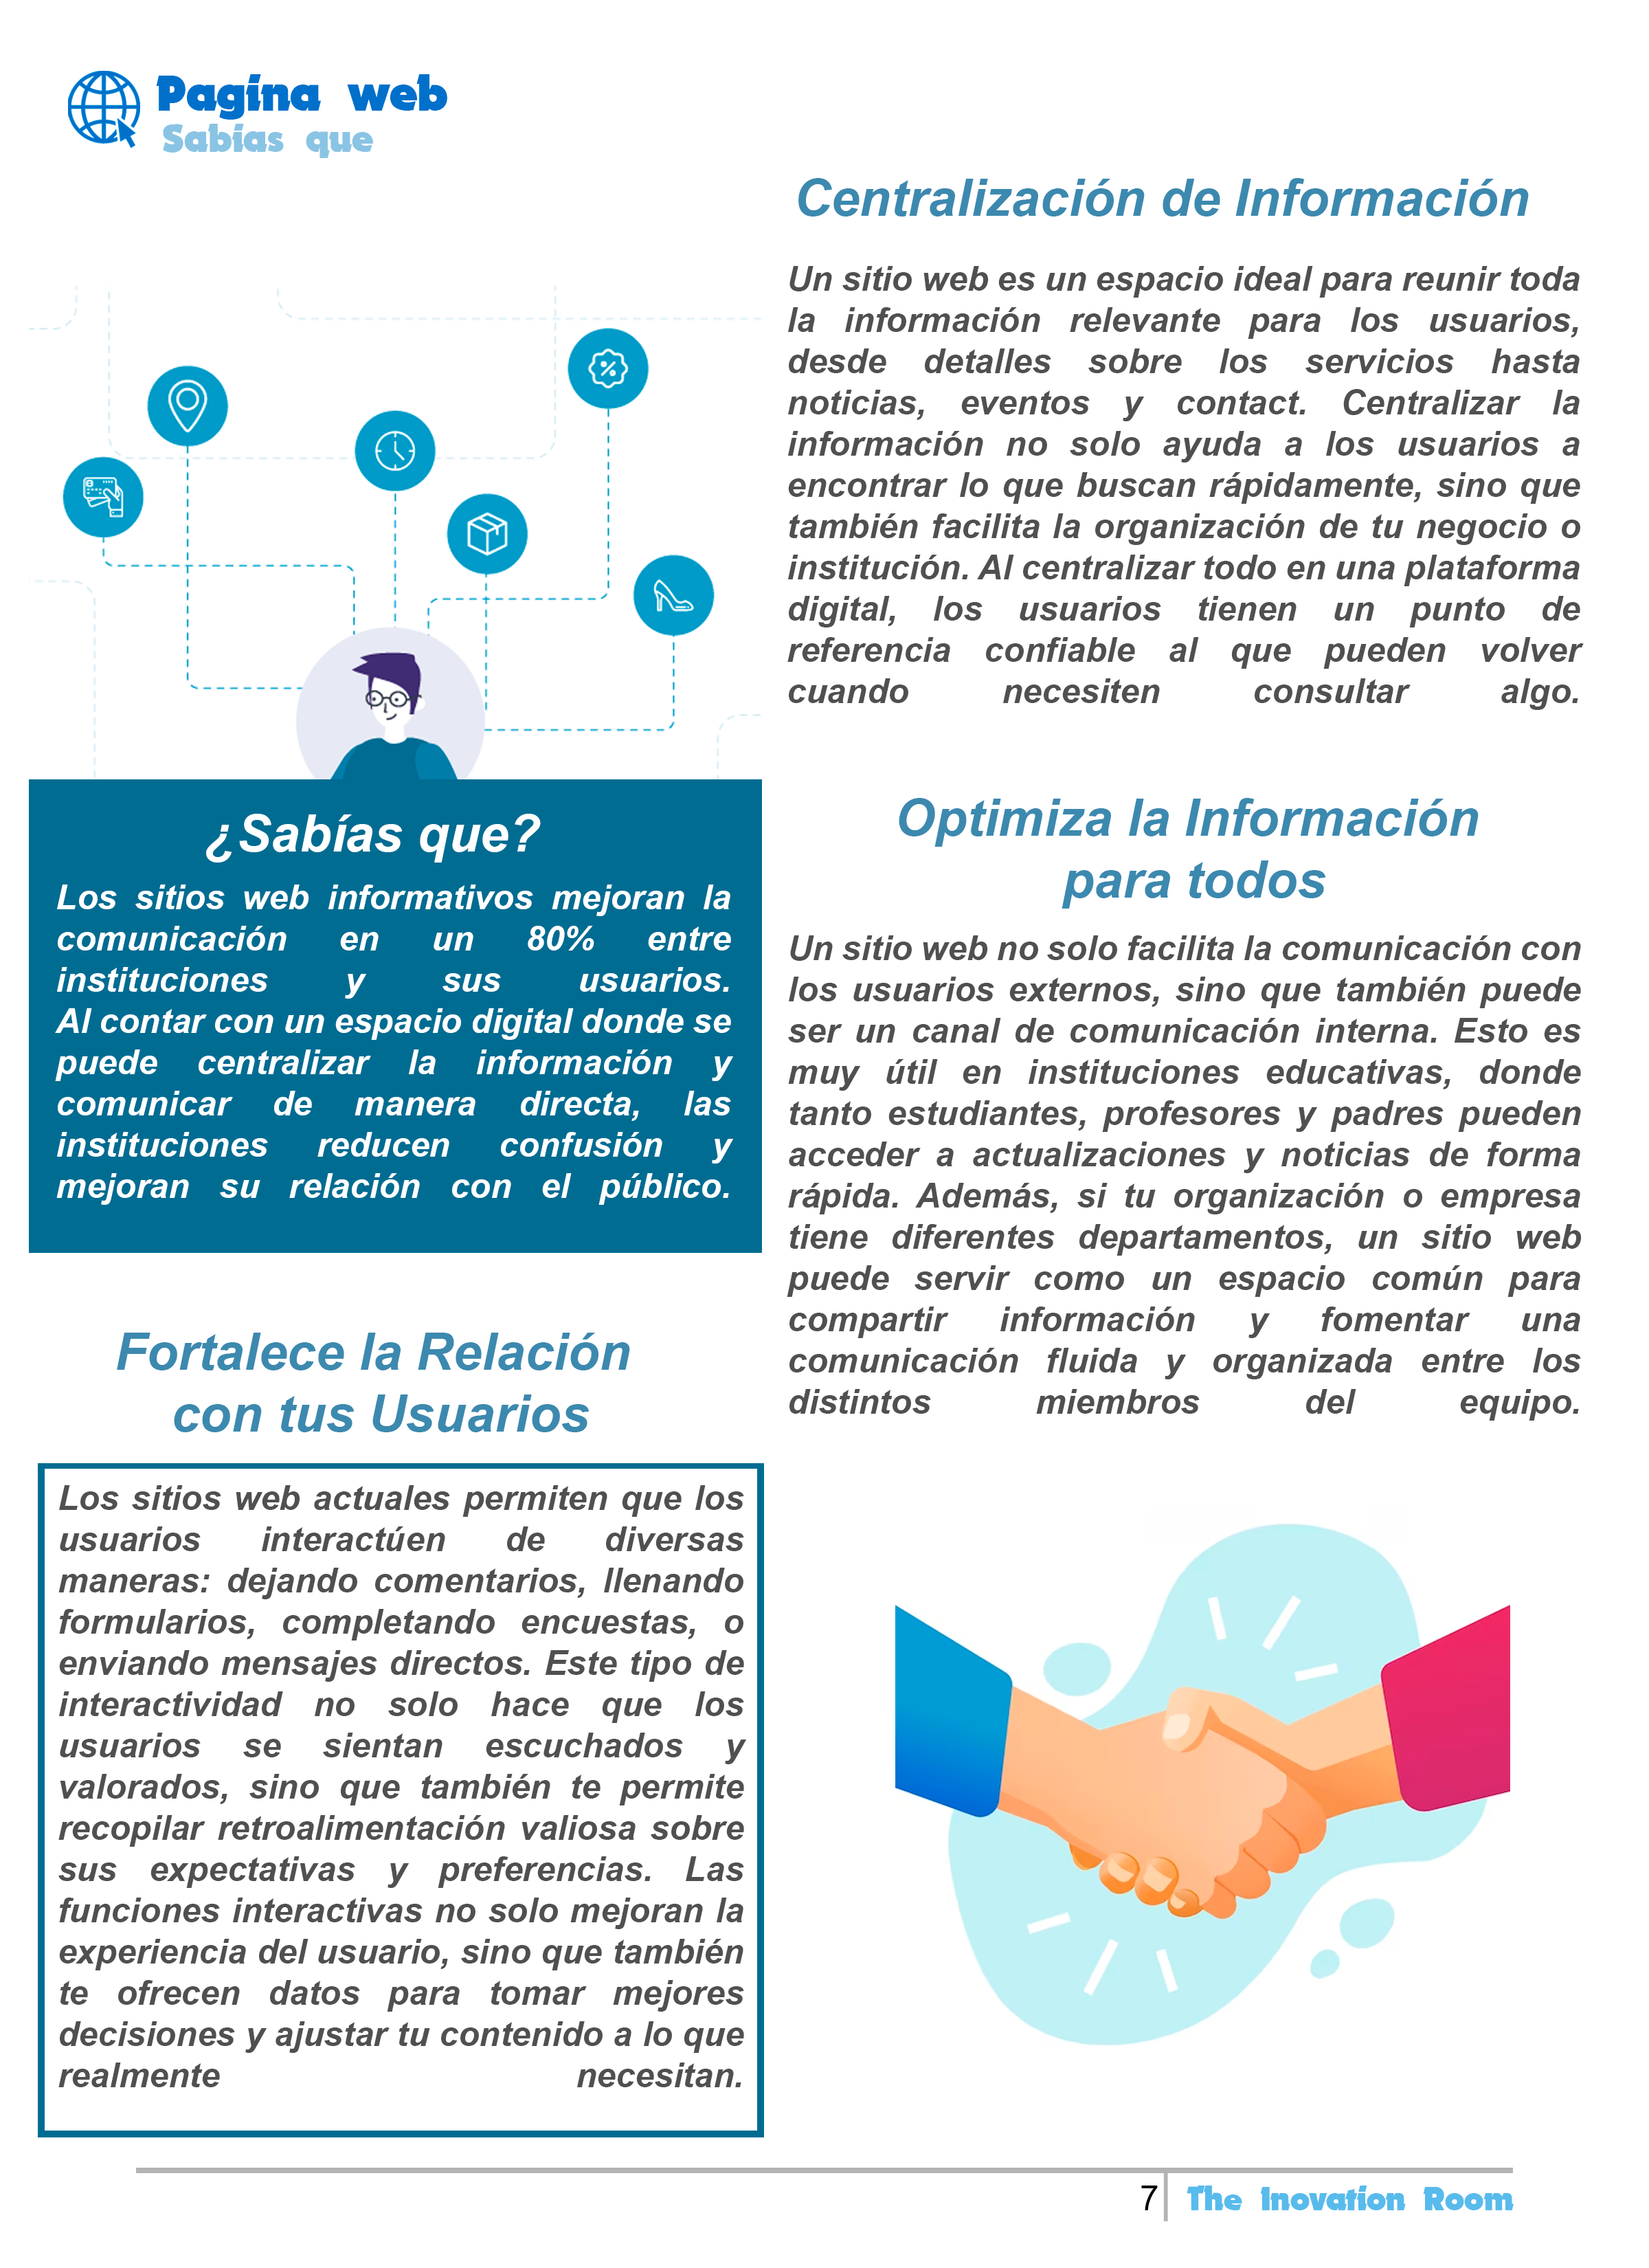 Pagina web
Sabias que
¿Sabías que?
Los sitios web informativos mejoran la
comunicación en un 80% entre
instituciones y sus usuarios.
Al contar con un espacio digital donde se
puede centralizar la información y
comunicar de manera directa, las
instituciones reducen confusión y
mejoran su relación con el público.
Fortalece la Relación
con tus Usuarios
Los sitios web actuales permiten que los
usuarios interactúen de diversas
maneras: dejando comentarios, llenando
formularios, completando encuestas, o
enviando mensajes directos. Este tipo de
interactividad no solo hace que los
usuarios se sientan escuchados y
valorados, sino que también te permite
recopilar retroalimentación valiosa sobre
sus expectativas y preferencias. Las
funciones interactivas no solo mejoran la
experiencia del usuario, sino que también
te ofrecen datos para tomar mejores
decisiones y ajustar tu contenido a lo que
realmente necesitan.
Centralización de Información
Un sitio web es un espacio ideal para reunir toda
la información relevante para los usuarios,
desde detalles sobre los servicios hasta
noticias, eventos y contact. Centralizar la
información no solo ayuda a los usuarios a
encontrar lo que buscan rápidamente, sino que
también facilita la organización de tu negocio o
institución. Al centralizar todo en una plataforma
digital, los usuarios tienen un punto de
referencia confiable al que pueden volver
cuando necesiten consultar algo.
Optimiza la Información
para todos
Un sitio web no solo facilita la comunicación con
los usuarios externos, sino que también puede
ser un canal de comunicación interna. Esto es
muy útil en instituciones educativas, donde
tanto estudiantes, profesores y padres pueden
acceder a actualizaciones y noticias de forma
rápida. Además, si tu organización o empresa
tiene diferentes departamentos, un sitio web
puede servir como un espacio común para
compartir información y fomentar una
comunicación fluida y organizada entre los
distintos miembros del equipo.
7
The Inovation Room